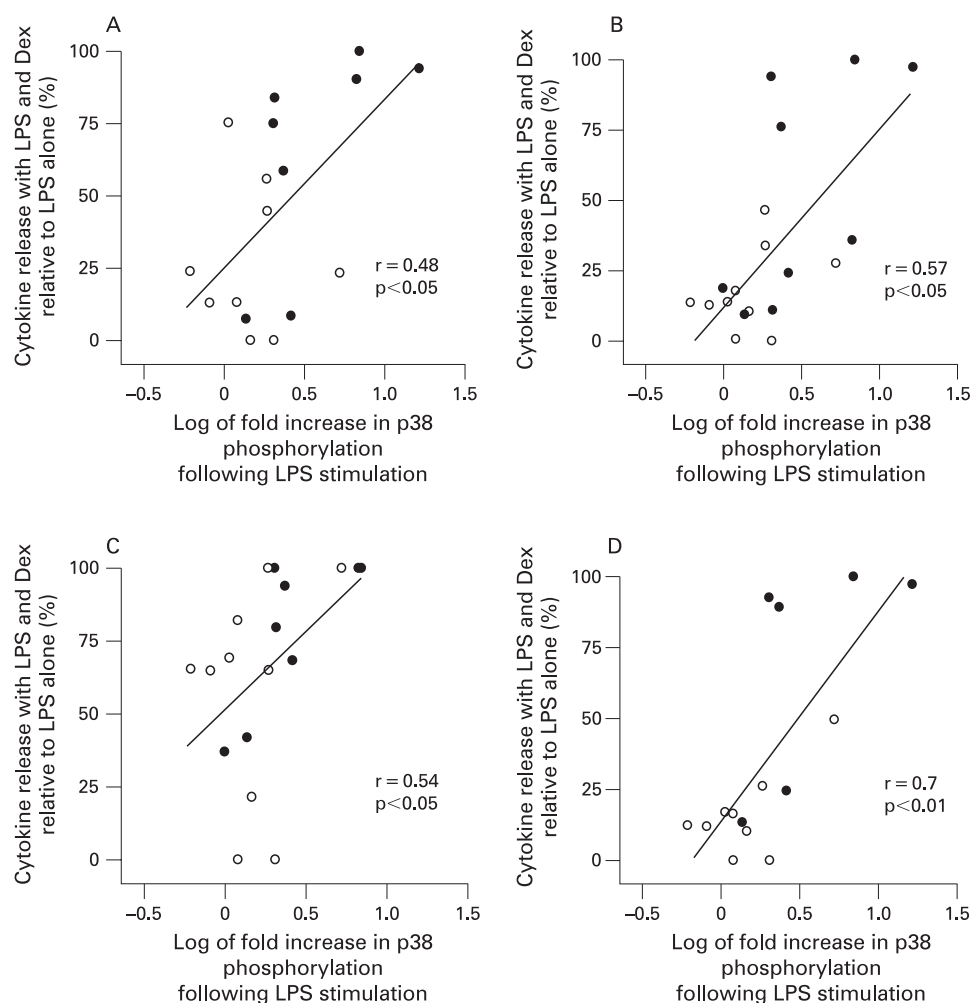 A
Cytokine release with LPS and Dex
relative to LPS alone (%)
100
75
50
25
0
r = 0.48
p<0.05
–0.5
0
0.5
1.0
1.5
Log of fold increase in p38
phosphorylation
following LPS stimulation
B
Cytokine release with LPS and Dex
relative to LPS alone (%)
100
75
50
25
0
r = 0.57
p<0.05
–0.5
0
0.5
1.0
1.5
Log of fold increase in p38
phosphorylation
following LPS stimulation
C
Cytokine release with LPS and Dex
relative to LPS alone (%)
100
75
50
25
0
r = 0.54
p<0.05
–0.5
0
0.5
1.0
1.5
Log of fold increase in p38
phosphorylation
following LPS stimulation
D
Cytokine release with LPS and Dex
relative to LPS alone (%)
100
75
50
25
0
r = 0.7
p<0.01
–0.5
0
0.5
1.0
1.5
Log of fold increase in p38
phosphorylation
following LPS stimulation